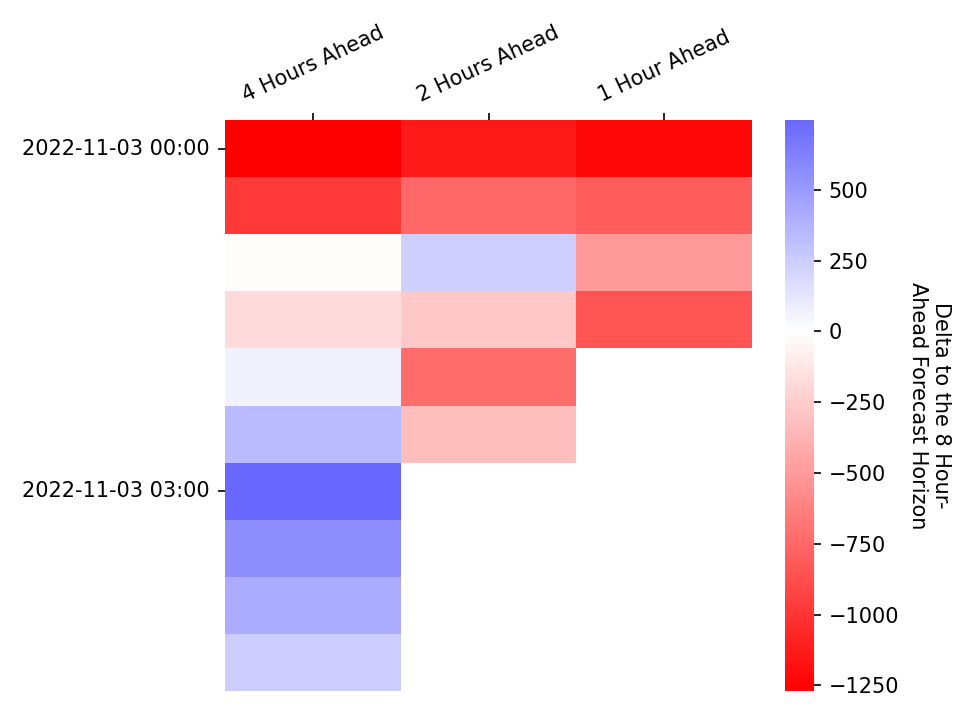 4 Hours Ahead
2 Hours Ahead
1 Hour Ahead
2022-11-03 00:00
2022-11-03 03:00
500
250
0
−250
−500
−750
−1000
−1250
Delta to the 8 Hour-
Ahead Forecast Horizon